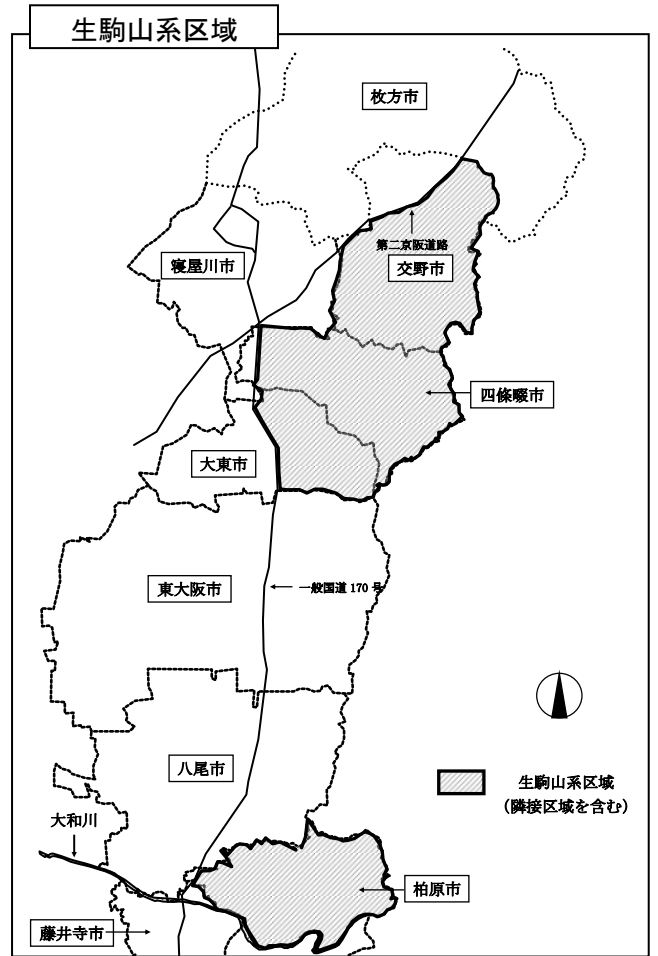 生駒山系区域
枚方市
第二京阪道路
交野市
寝屋川市
四條畷市
大東市
東大阪市
一般国道 170 号
八尾市
生駒山系区域
（隣接区域を含む）
大和川
柏原市
藤井寺市